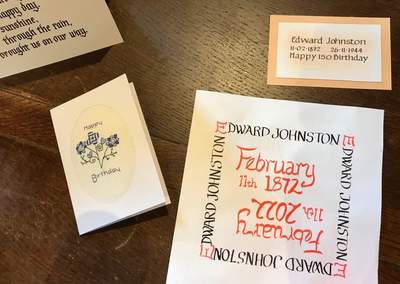 happy day,
sunshine,
through the rain,
brought us on our way.
Edward Johnston
11-02-1872 26-11-1944
Happy 150 Birthday
Happy
Birthday
EDWARD JOHNSTON
EDWARD JOHNSTON
EDWARD JOHNSTON
EDWARD JOHNSTON
February
11th 1872
February
11th 2022